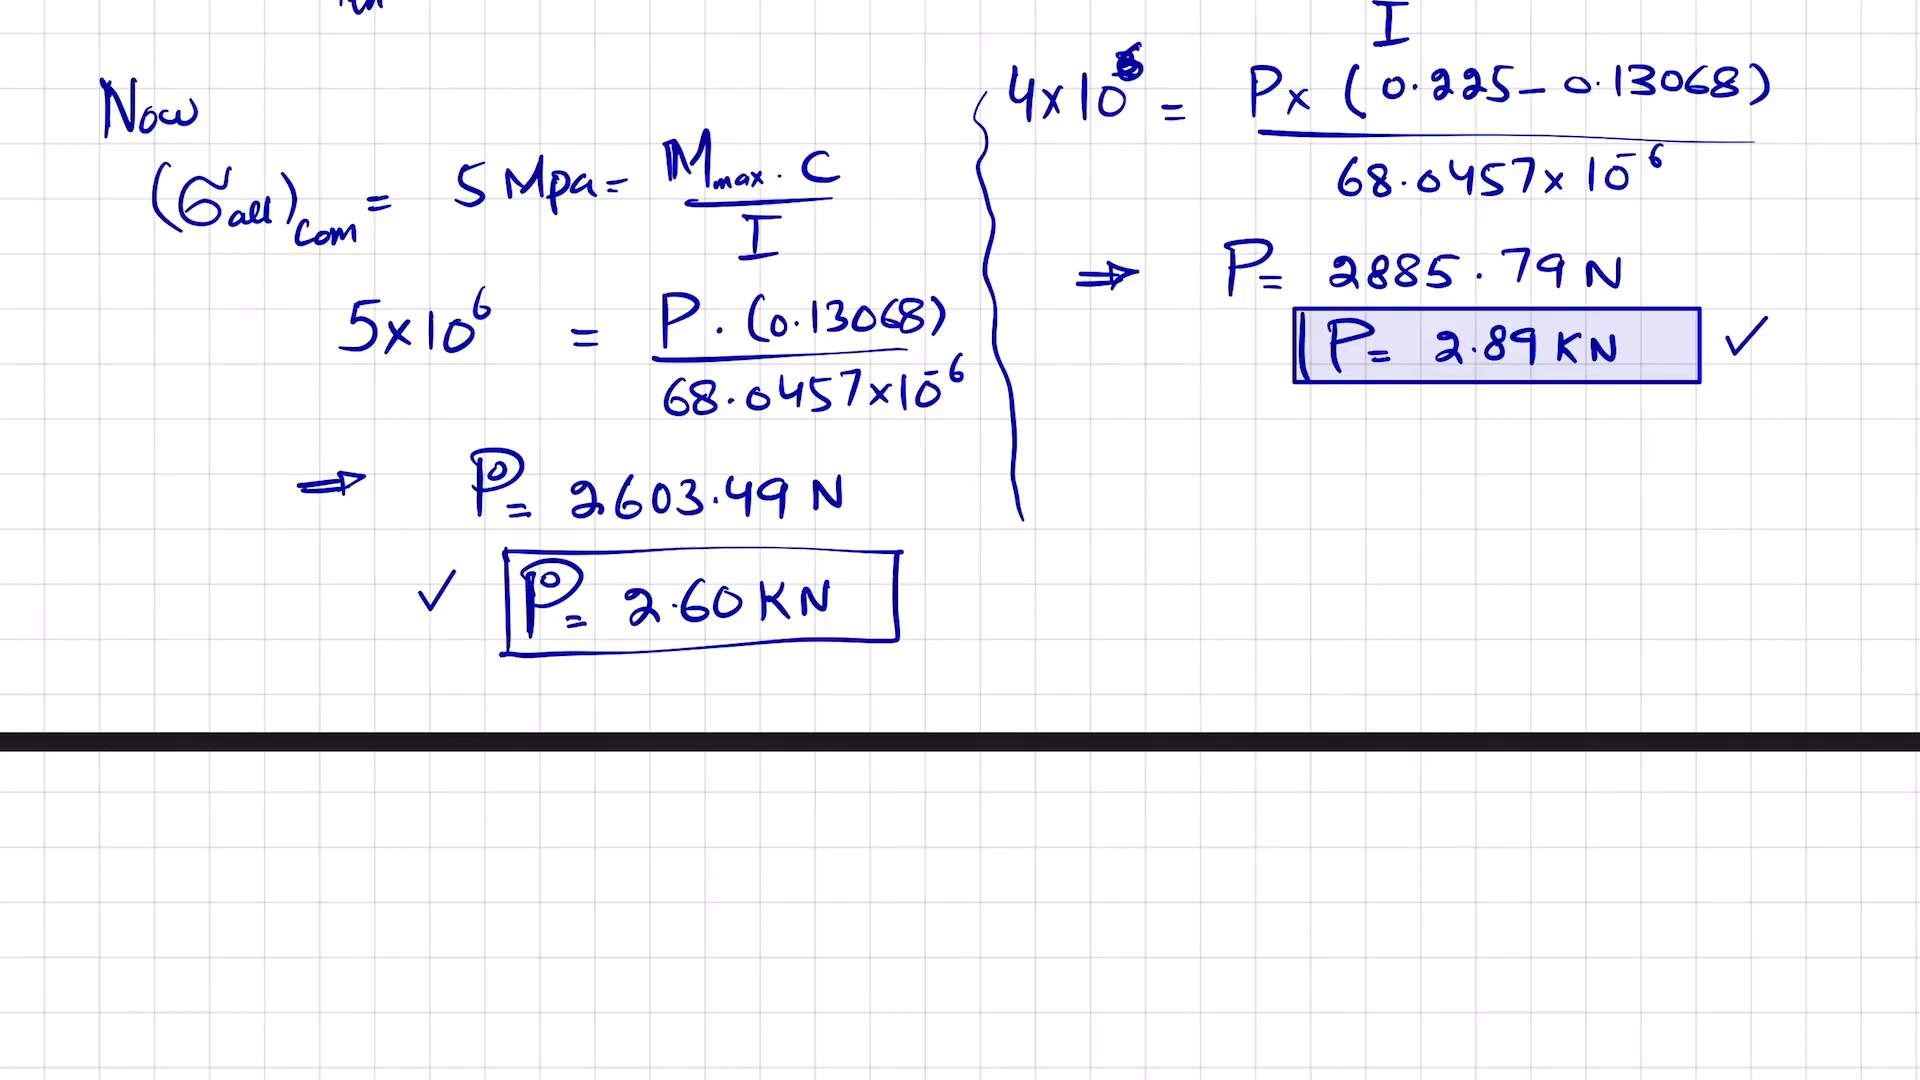 Now
(σall)com = 5 Mpa = Mmax. C / I
5x10^6 = P. (0.13068) / 68.0457x10^-6
⇒ P = 2603.49 N
✓ P = 2.60 KN
I
4x10^6 = Px (0.225 - 0.13068) / 68.0457x10^-6
⇒ P = 2885.79 N
P = 2.89 KN ✓